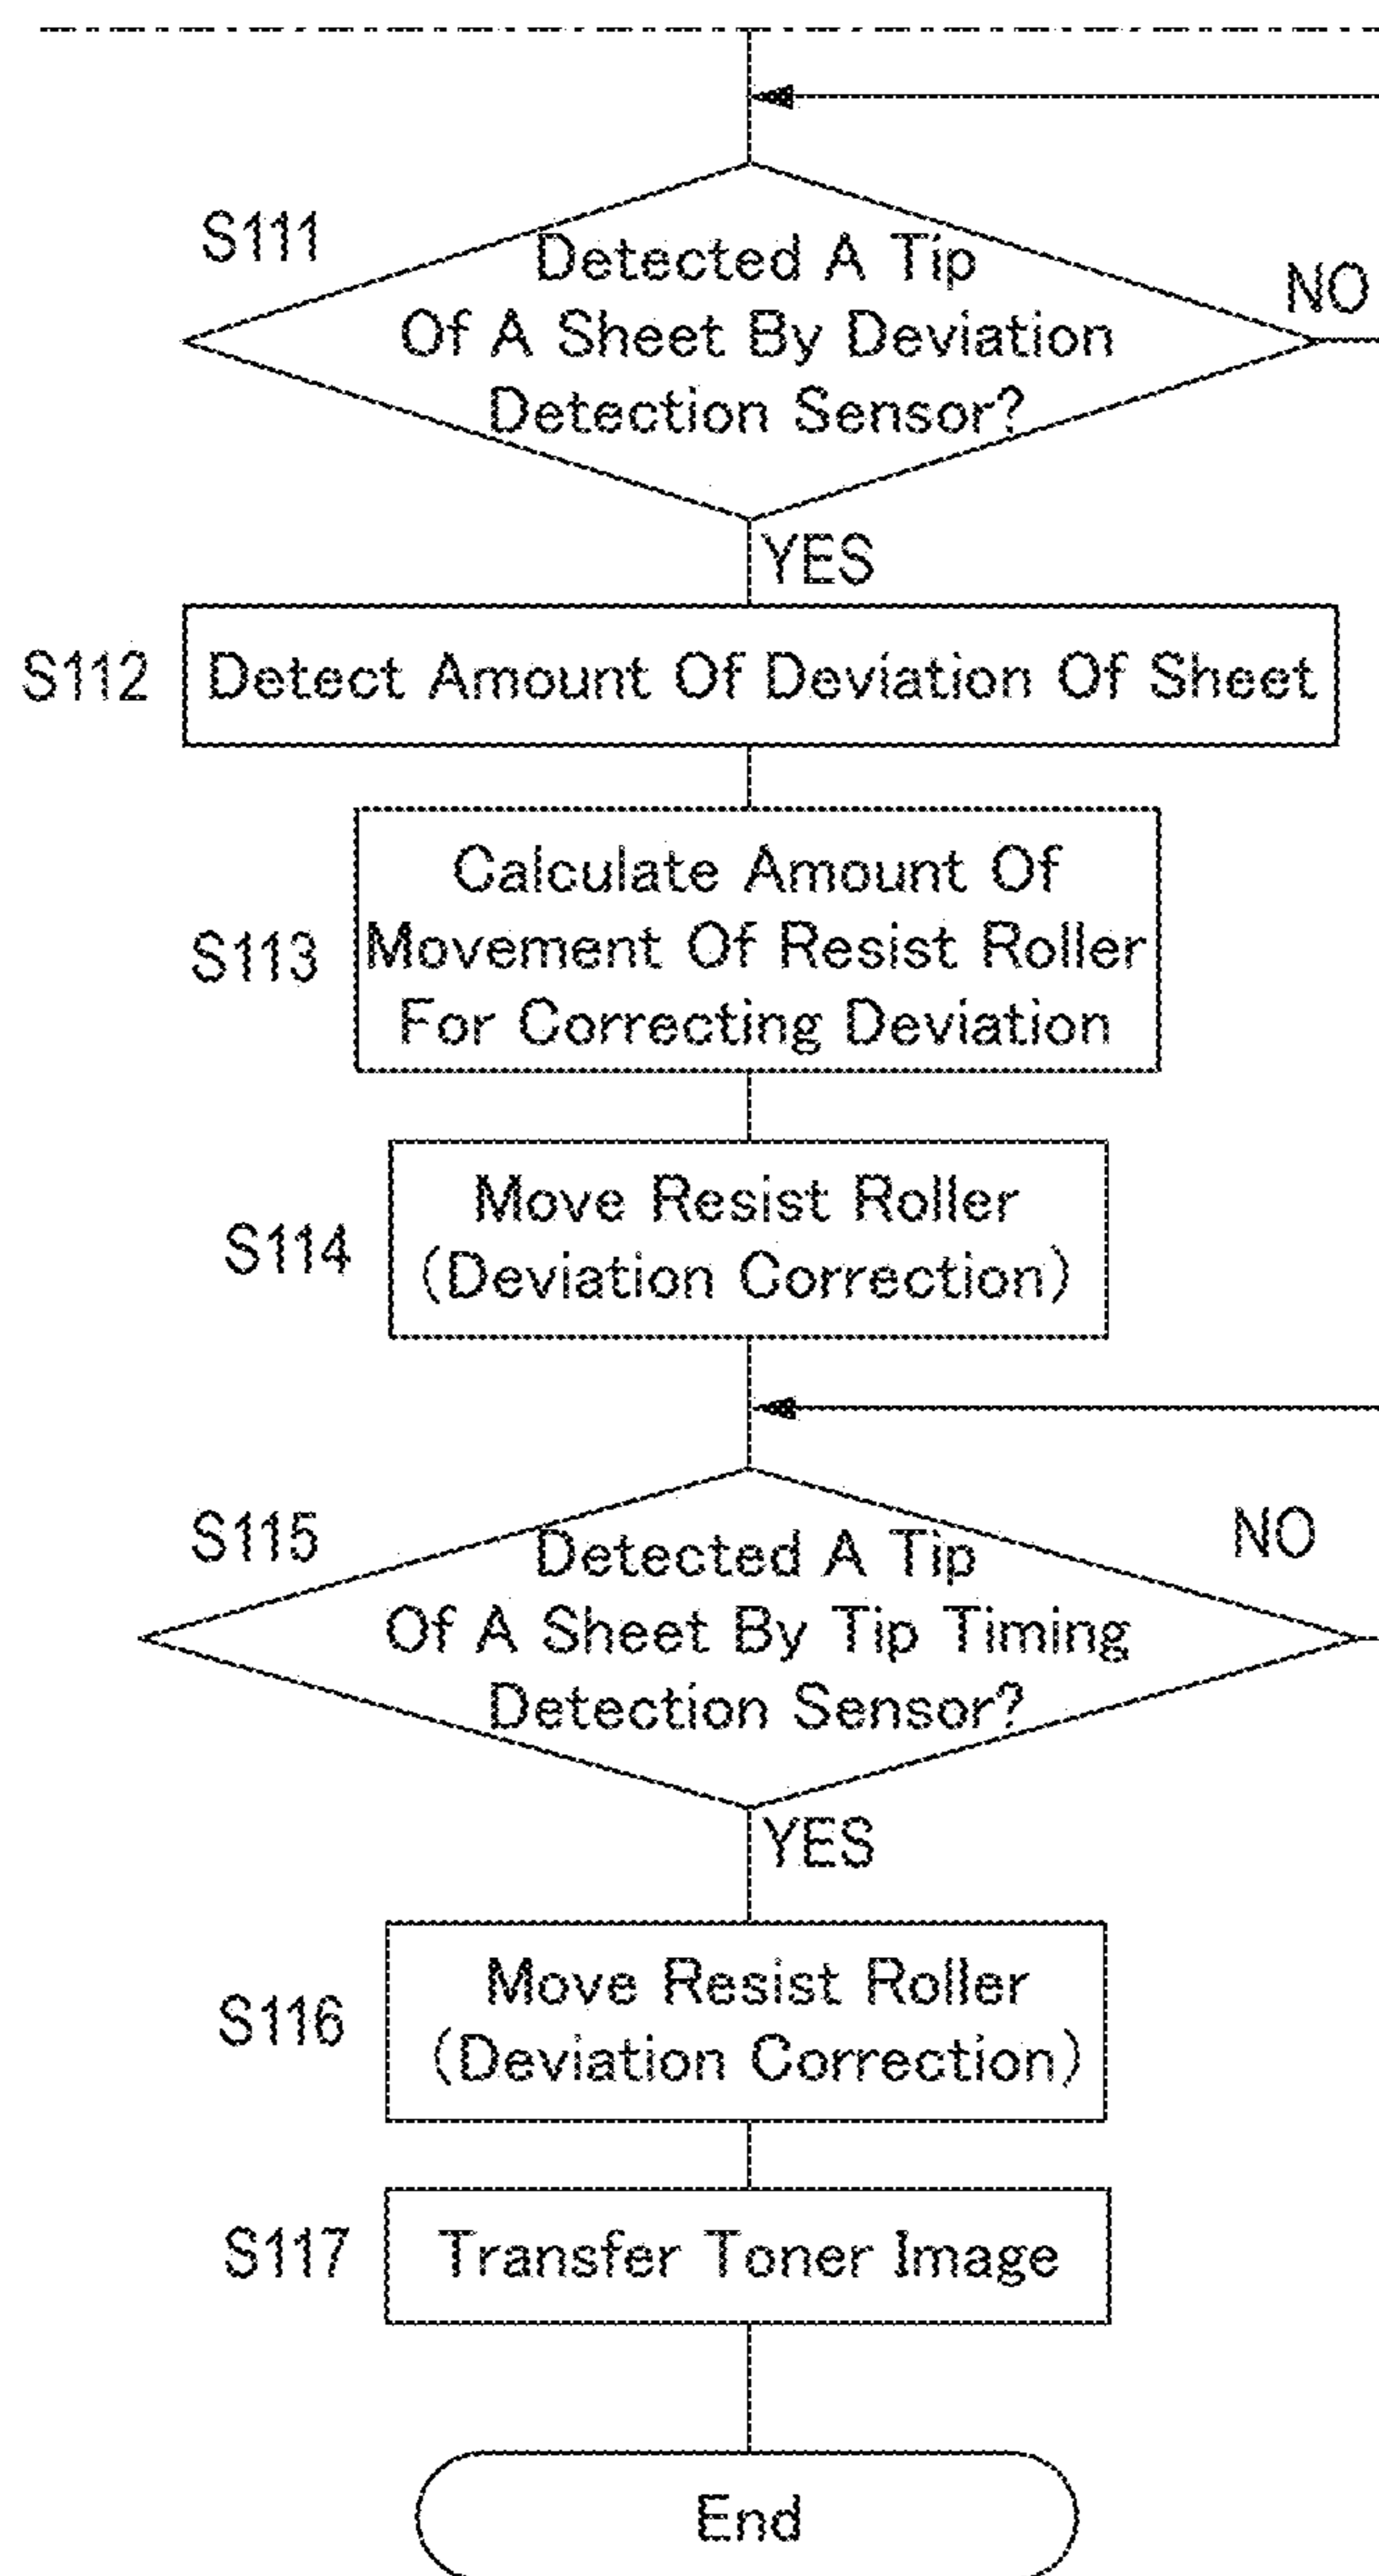 S111
Detected A Tip
Of A Sheet By Deviation
Detection Sensor?
NO
YES
S112
Detect Amount Of Deviation Of Sheet
S113
Calculate Amount Of
Movement Of Resist Roller
For Correcting Deviation
S114
Move Resist Roller
(Deviation Correction)
S115
Detected A Tip
Of A Sheet By Tip Timing
Detection Sensor?
NO
YES
S116
Move Resist Roller
(Deviation Correction)
S117
Transfer Toner Image
End